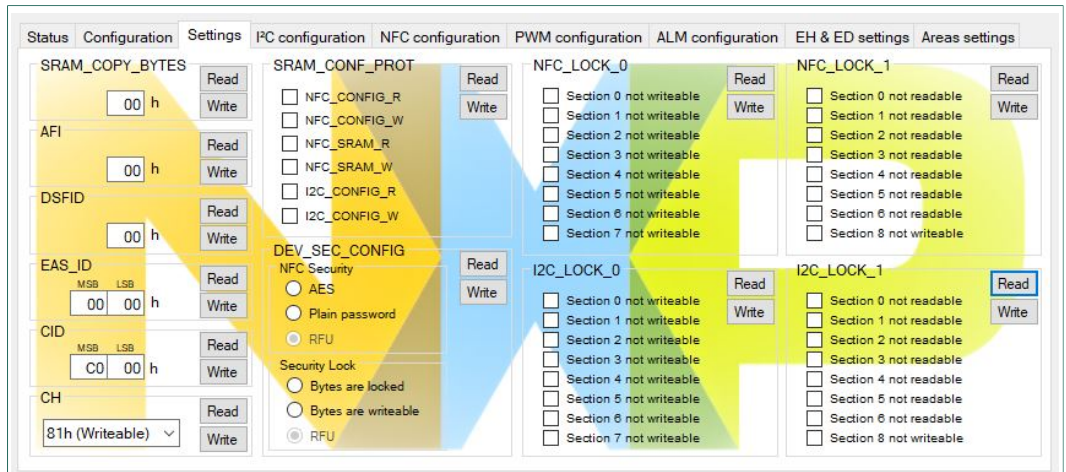 Status Configuration Settings I²C configuration NFC configuration PWM configuration ALM configuration EH & ED settings Areas settings
SRAM_COPY_BYTES
Read
00 h
Write
AFI
Read
00 h
Write
DSFID
Read
00 h
Write
EAS_ID
Read
MSB LSB
00 00 h
Write
CID
Read
MSB LSB
C0 00 h
Write
CH
Read
81h (Writeable)
Write
SRAM_CONF_PROT
Read
NFC_CONFIG_R
Write
NFC_CONFIG_W
NFC_SRAM_R
NFC_SRAM_W
I2C_CONFIG_R
I2C_CONFIG_W
DEV_SEC_CONFIG
Read
NFC Security
AES
Write
Plain password
RFU
Security Lock
Bytes are locked
Bytes are writeable
RFU
NFC_LOCK_0
Read
Section 0 not writeable
Write
Section 1 not writeable
Section 2 not writeable
Section 3 not writeable
Section 4 not writeable
Section 5 not writeable
Section 6 not writeable
Section 7 not writeable
I2C_LOCK_0
Read
Section 0 not writeable
Write
Section 1 not writeable
Section 2 not writeable
Section 3 not writeable
Section 4 not writeable
Section 5 not writeable
Section 6 not writeable
Section 7 not writeable
NFC_LOCK_1
Read
Section 0 not readable
Write
Section 1 not readable
Section 2 not readable
Section 3 not readable
Section 4 not readable
Section 5 not readable
Section 6 not readable
Section 8 not writeable
I2C_LOCK_1
Read
Section 0 not readable
Write
Section 1 not readable
Section 2 not readable
Section 3 not readable
Section 4 not readable
Section 5 not readable
Section 6 not readable
Section 8 not writeable